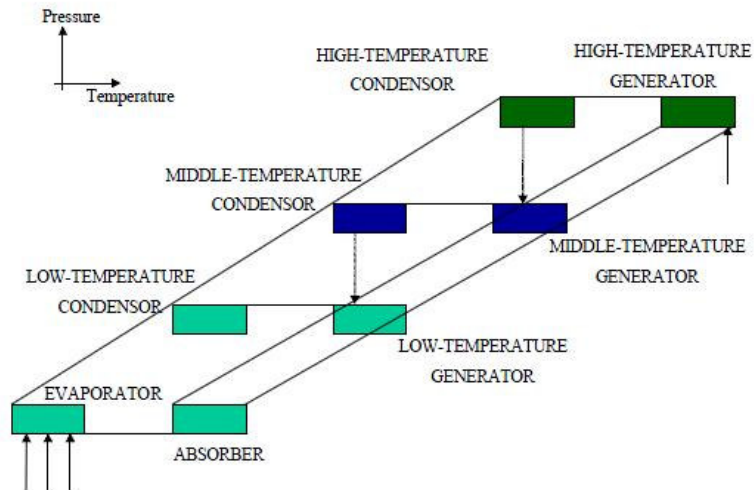 Pressure
Temperature
HIGH-TEMPERATURE
CONDENSOR
HIGH-TEMPERATURE
GENERATOR
MIDDLE-TEMPERATURE
CONDENSOR
MIDDLE-TEMPERATURE
GENERATOR
LOW-TEMPERATURE
CONDENSOR
LOW-TEMPERATURE
GENERATOR
EVAPORATOR
ABSORBER